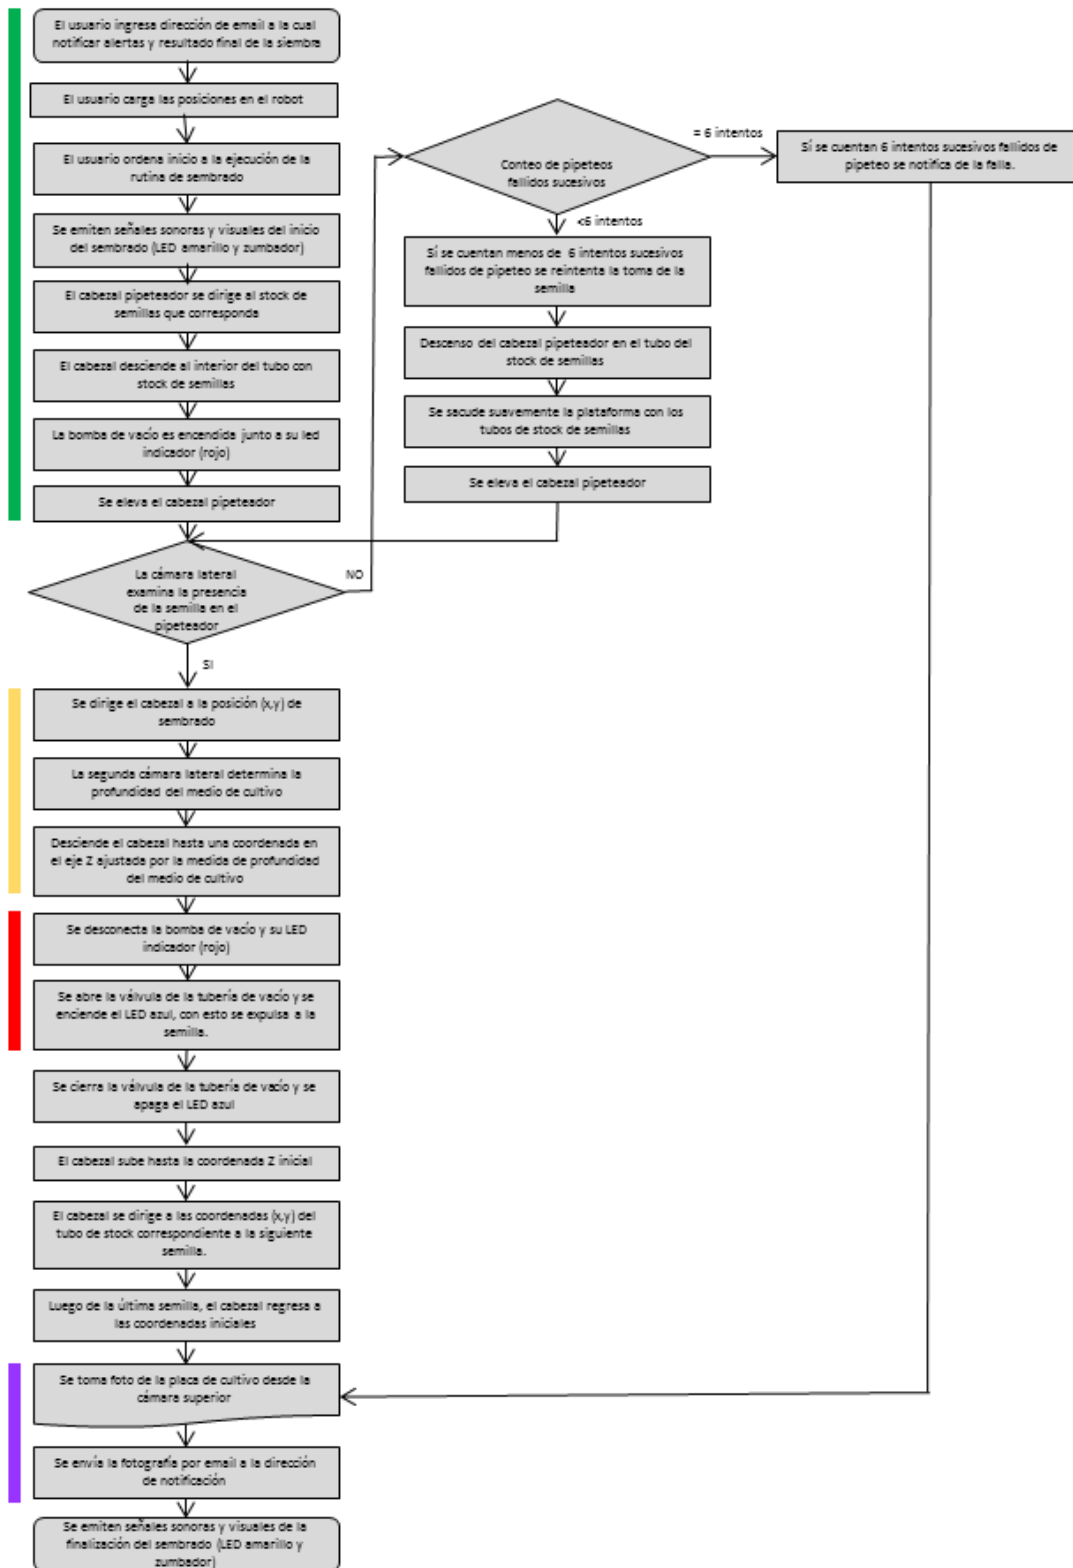 El usuario ingresa dirección de email a la cual
notificar alertas y resultado final de la siembra
El usuario carga las posiciones en el robot
El usuario ordena inicio a la ejecución de la
rutina de sembrado
Se emiten señales sonoras y visuales del inicio
del sembrado (LED amarillo y zumbador)
El cabezal pipeteador se dirige al stock de
semillas que corresponda
El cabezal desciende al interior del tubo con
stock de semillas
La bomba de vacío es encendida junto a su led
indicador (rojo)
Se eleva el cabezal pipeteador
La cámara lateral
examina la presencia
de la semilla en el
pipeteador
NO
SI
Conteo de pipeteos
fallidos sucesivos
= 6 intentos
Sí se cuentan 6 intentos sucesivos fallidos de
pipeteo se notifica de la falla.
<6 intentos
Sí se cuentan menos de 6 intentos sucesivos
fallidos de pipeteo se reintenta la toma de la
semilla
Descenso del cabezal pipeteador en el tubo del
stock de semillas
Se sacude suavemente la plataforma con los
tubos de stock de semillas
Se eleva el cabezal pipeteador
Se dirige el cabezal a la posición (x,y) de
sembrado
La segunda cámara lateral determina la
profundidad del medio de cultivo
Desciende el cabezal hasta una coordenada en
el eje Z ajustada por la medida de profundidad
del medio de cultivo
Se desconecta la bomba de vacío y su LED
indicador (rojo)
Se abre la válvula de la tubería de vacío y se
enciende el LED azul, con esto se expulsa a la
semilla.
Se cierra la válvula de la tubería de vacío y se
apaga el LED azul
El cabezal sube hasta la coordenada Z inicial
El cabezal se dirige a las coordenadas (x,y) del
tubo de stock correspondiente a la siguiente
semilla.
Luego de la última semilla, el cabezal regresa a
las coordenadas iniciales
Se toma foto de la placa de cultivo desde la
cámara superior
Se envía la fotografía por email a la dirección
de notificación
Se emiten señales sonoras y visuales de la
finalización del sembrado (LED amarillo y
zumbador)